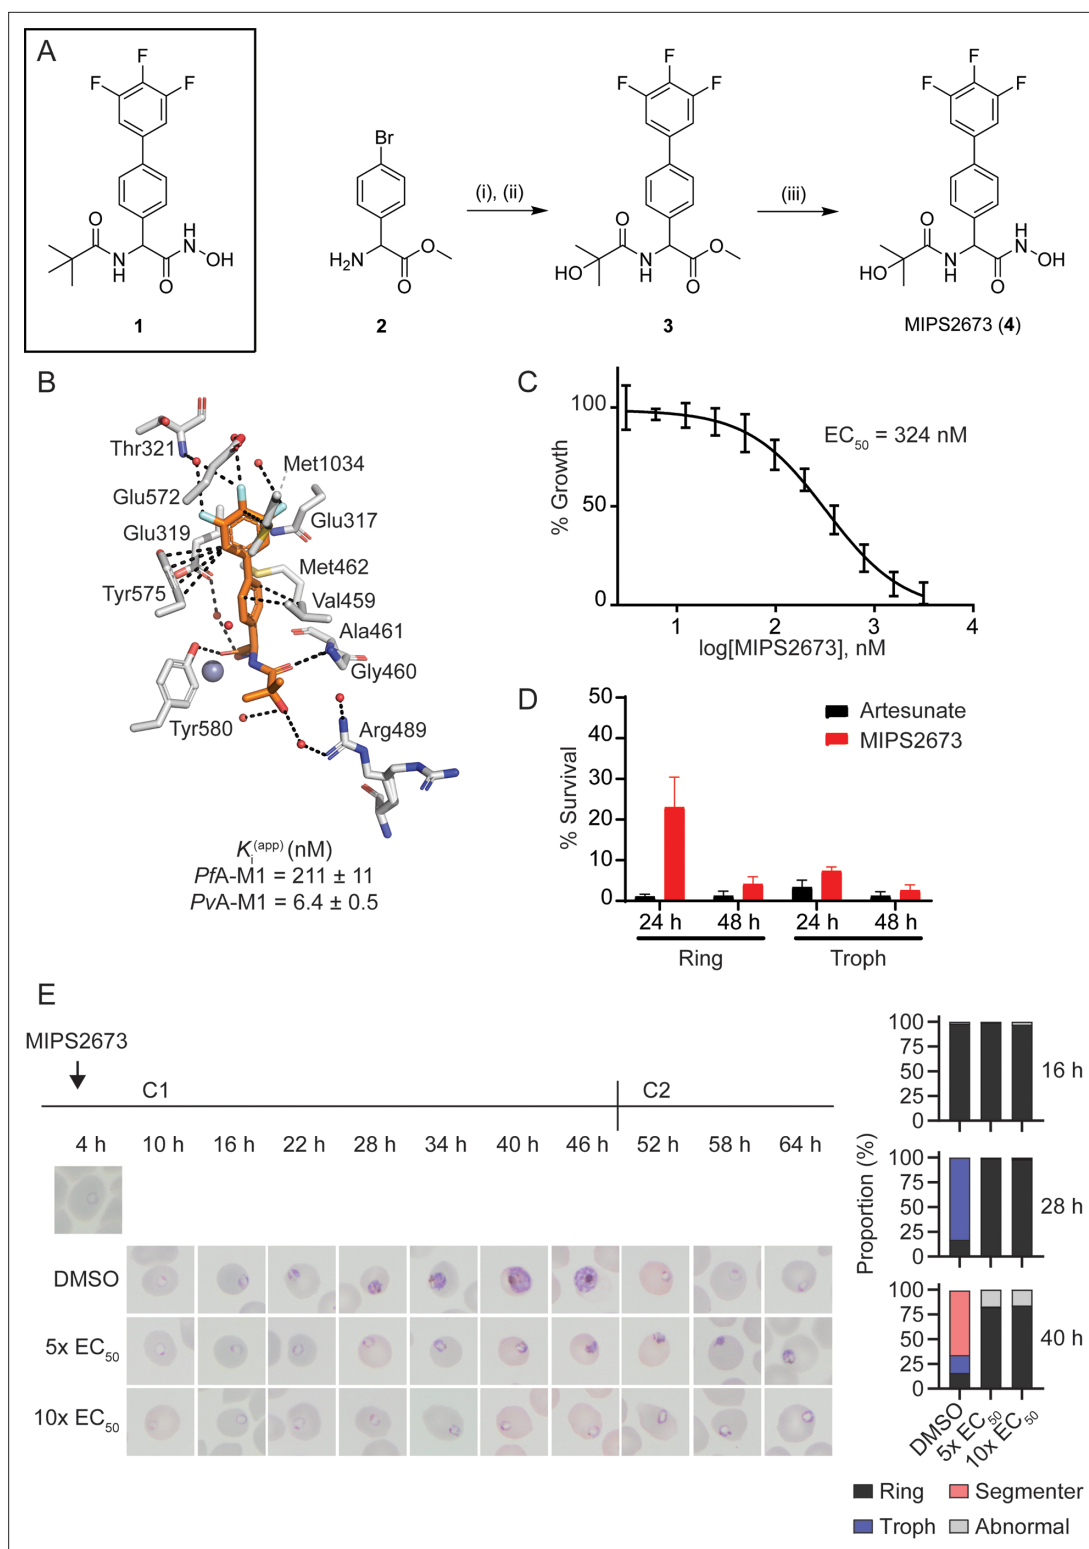 A
F
F F
O
N
H
H
N
OH
O
1
Br
H₂N
O
O
2
(i), (ii)
F
F F
O
HO
N
H
O
O
3
(iii)
F
F F
O
HO
N
H
H
N
OH
O
MIPS2673 (4)
B
Thr321
Met1034
Glu572
Glu317
Glu319
Met462
Tyr575
Val459
Ala461
Gly460
Tyr580
Arg489
Kᵢ⁽ᵃᵖᵖ⁾ (nM)
PfA-M1 = 211 ± 11
PvA-M1 = 6.4 ± 0.5
C
100
50
0
% Growth
EC₅₀ = 324 nM
1 2 3 4
log[MIPS2673], nM
D
50
40
30
20
10
0
% Survival
Artesunate
MIPS2673
24 h 48 h 24 h 48 h
Ring Troph
E
MIPS2673
C1 C2
4 h 10 h 16 h 22 h 28 h 34 h 40 h 46 h 52 h 58 h 64 h
DMSO
5x EC₅₀
10x EC₅₀
Proportion (%)
100
75
50
25
0
16 h
100
75
50
25
0
28 h
100
75
50
25
0
40 h
DMSO
5x EC₅₀
10x EC₅₀
Ring Segmenter
Troph Abnormal